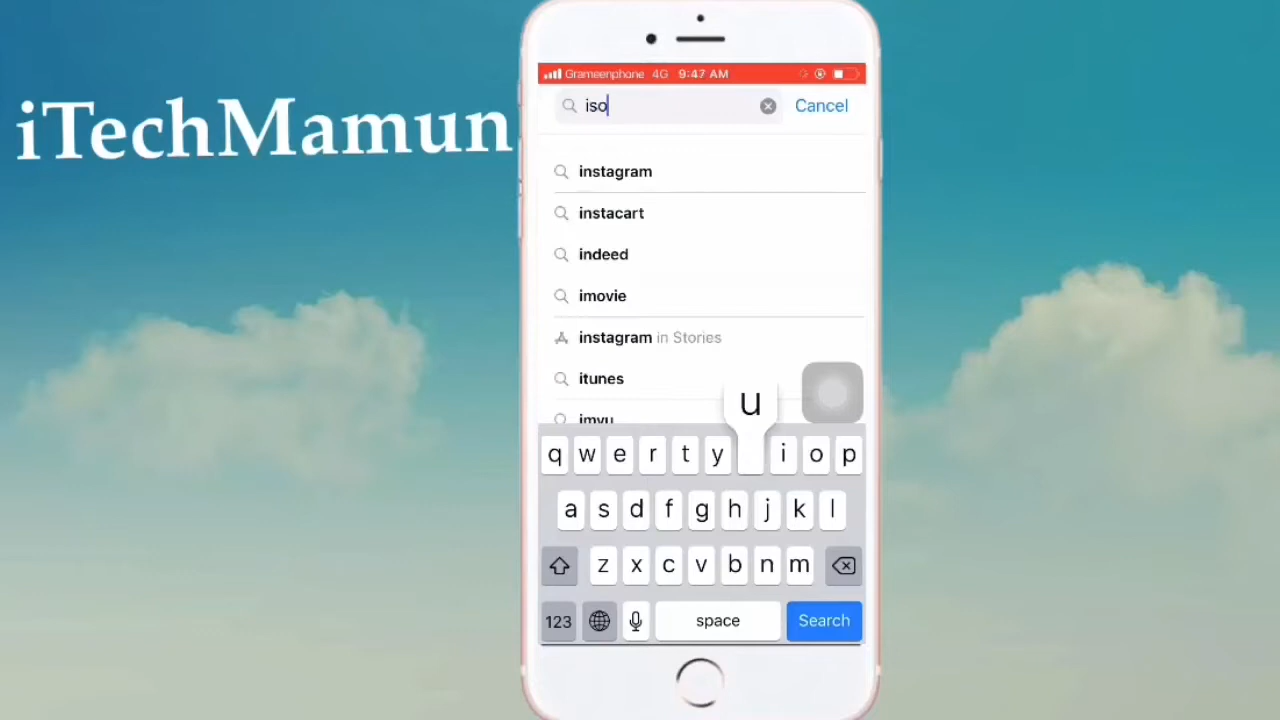 iTechMamun
Grameenphone 4G 9:47 AM
iso Cancel
instagram
instacart
indeed
imovie
instagram in Stories
itunes
imvu
u
q w e r t y i o p
a s d f g h j k l
z x c v b n m
123 space Search